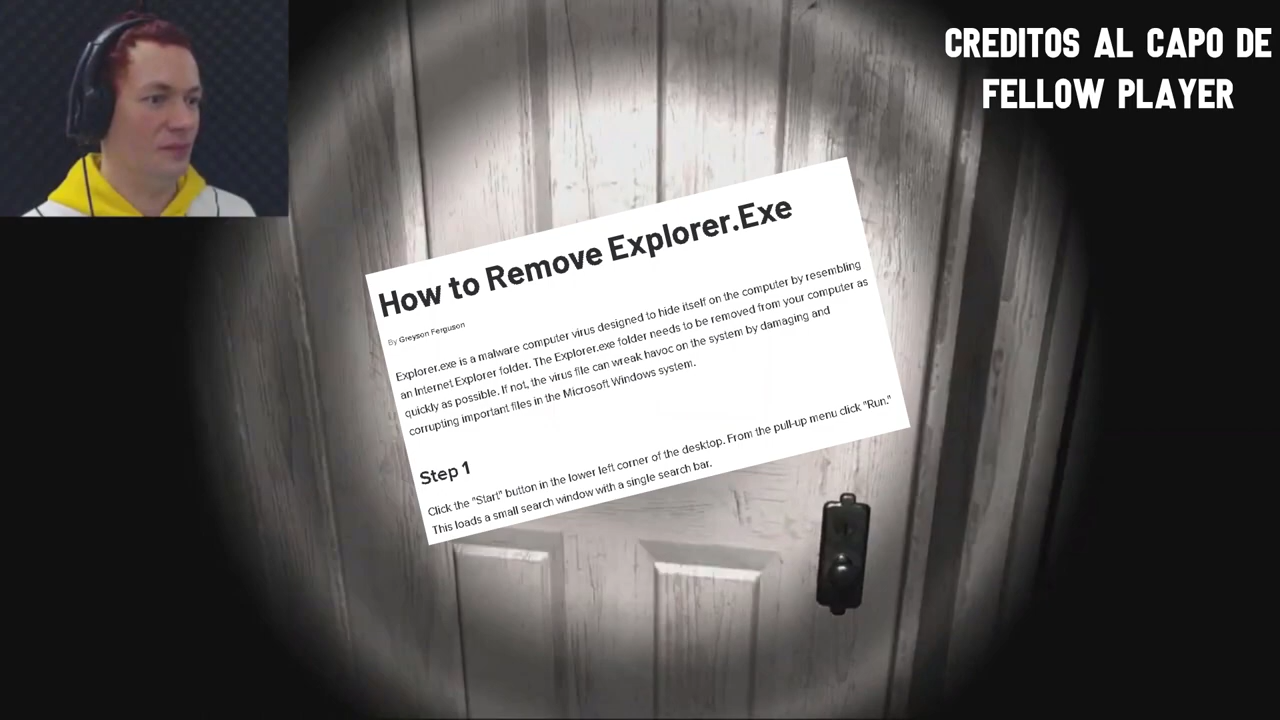 CREDITOS AL CAPO DE
FELLOW PLAYER
How to Remove Explorer.Exe
By Greyson Ferguson
Explorer.exe is a malware computer virus designed to hide itself on the computer by resembling
an Internet Explorer folder. The Explorer.exe folder needs to be removed from your computer as
quickly as possible. If not, the virus file can wreak havoc on the system by damaging and
corrupting important files in the Microsoft Windows system.
Step 1
Click the "Start" button in the lower left corner of the desktop. From the pull-up menu click "Run."
This loads a small search window with a single search bar.